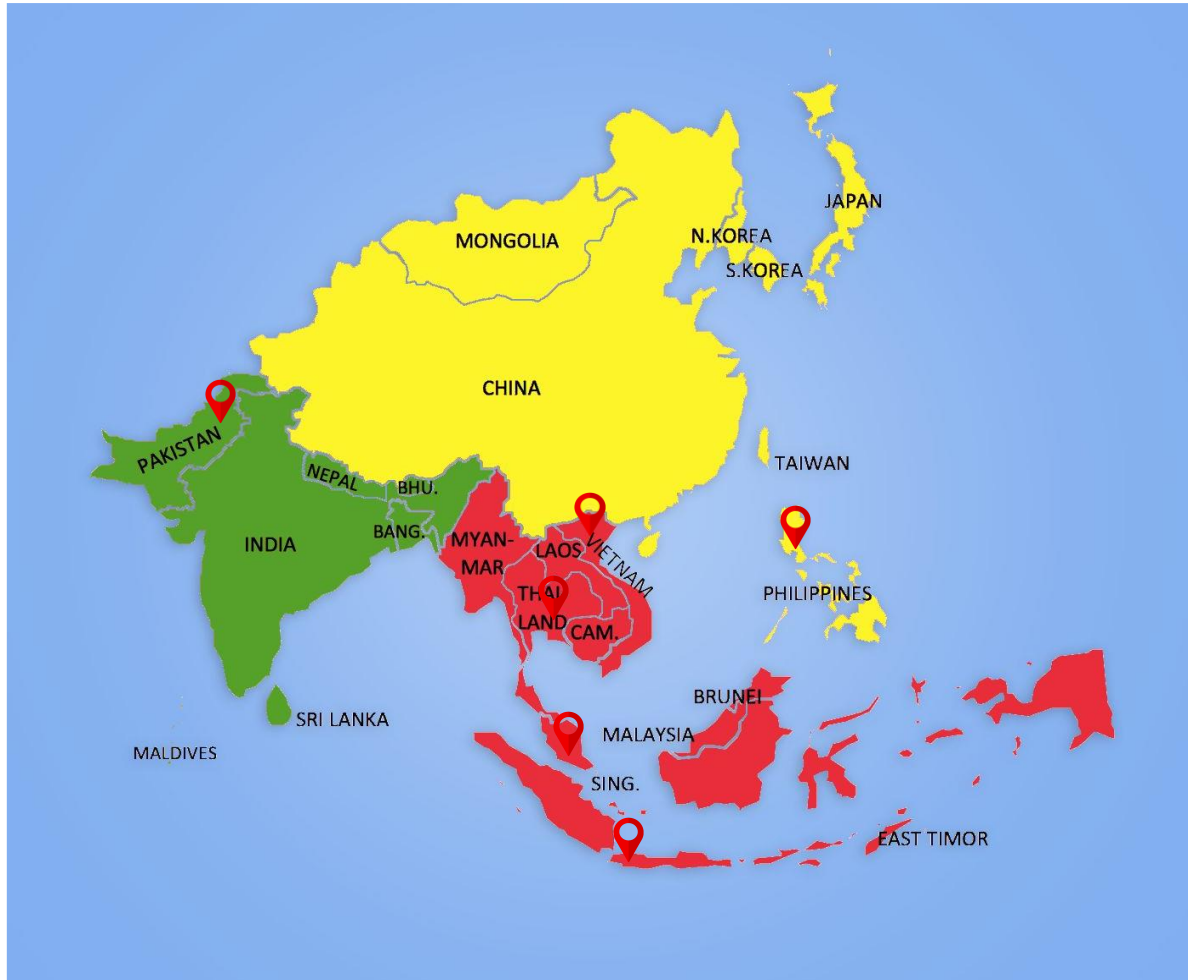 JAPAN
MONGOLIA
N.KOREA
S.KOREA
CHINA
PAKISTAN
TAIWAN
NEPAL
BHU.
BANG.
INDIA
MYAN-
MAR
LAOS
VIETNAM
THAI
LAND
CAM.
PHILIPPINES
SRI LANKA
MALDIVES
BRUNEI
MALAYSIA
SING.
EAST TIMOR